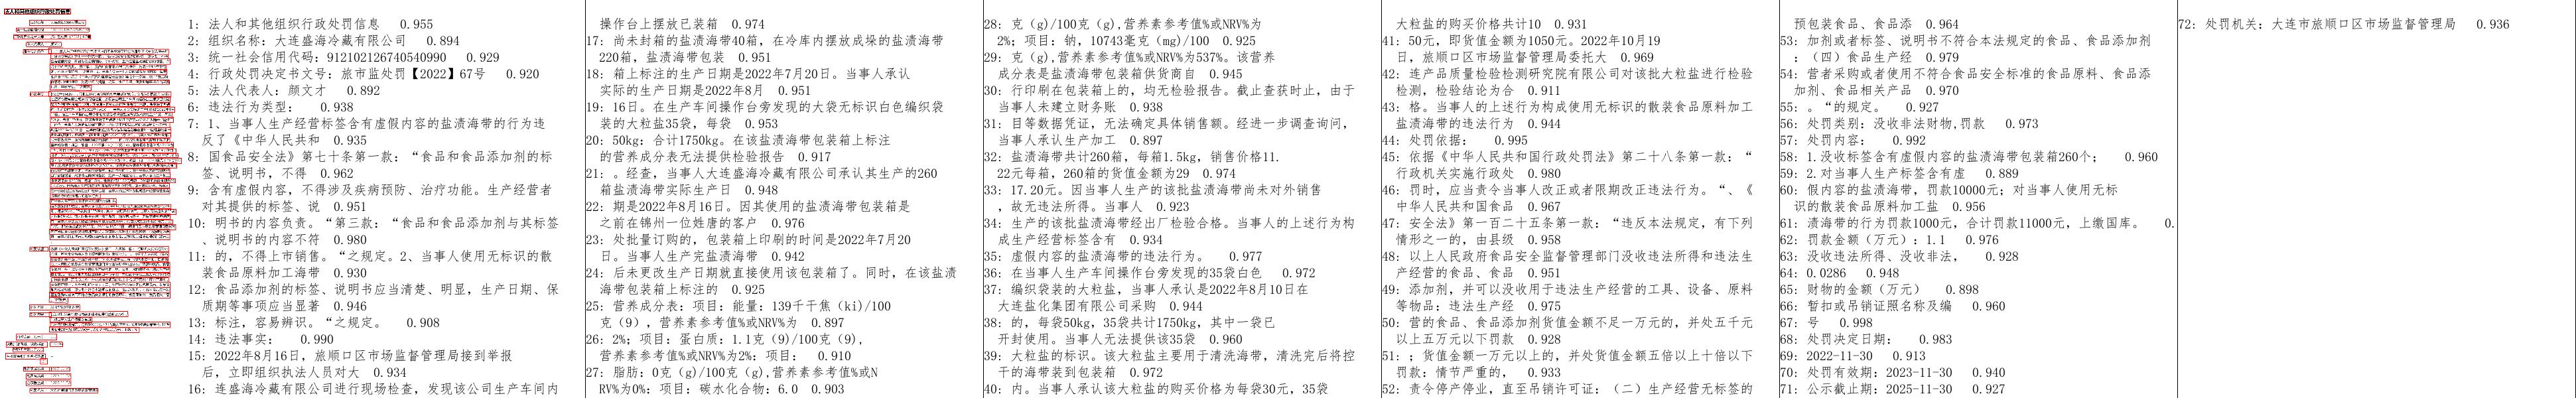 1: 法人和其他组织行政处罚信息 0.955
2: 组织名称: 大连盛海冷藏有限公司 0.894
3: 统一社会信用代码: 912102126740540990 0.929
4: 行政处罚决定书文号: 旅市监处罚【2022】67号 0.920
5: 法人代表人: 颜文才 0.892
6: 违法行为类型: 0.938
7: 1、当事人生产经营标签含有虚假内容的盐渍海带的行为违
反了《中华人民共和 0.935
8: 国食品安全法》第七十条第一款: “食品和食品添加剂的标
签、说明书,不得 0.962
9: 含有虚假内容,不得涉及疾病预防、治疗功能。生产经营者
对其提供的标签、说 0.951
10: 明书的内容负责。“第三款: “食品和食品添加剂与其标签
、说明书的内容不符 0.980
11: 的,不得上市销售。“之规定。2、当事人使用无标识的散
装食品原料加工海带 0.930
12: 食品添加剂的标签、说明书应当清楚、明显,生产日期、保
质期等事项应当显著 0.946
13: 标注,容易辨识。“之规定。 0.908
14: 违法事实: 0.990
15: 2022年8月16日,旅顺口区市场监督管理局接到举报
后,立即组织执法人员对大 0.934
16: 连盛海冷藏有限公司进行现场检查,发现该公司生产车间内
操作台上摆放已装箱 0.974
17: 尚未封箱的盐渍海带40箱,在冷库内摆放成垛的盐渍海带
220箱,盐渍海带包装 0.951
18: 箱上标注的生产日期是2022年7月20日。当事人承认
实际的生产日期是2022年8月 0.951
19: 16日。在生产车间操作台旁发现的大袋无标识白色编织袋
装的大粒盐35袋,每袋 0.953
20: 50kg: 合计1750kg。在该盐渍海带包装箱上标注
的营养成分表无法提供检验报告 0.917
21: 。经查,当事人大连盛海冷藏有限公司承认其生产的260
箱盐渍海带实际生产日 0.948
22: 期是2022年8月16日。因其使用的盐渍海带包装箱是
之前在锦州一位姓唐的客户 0.976
23: 处批量订购的,包装箱上印刷的时间是2022年7月20
日。当事人生产完盐渍海带 0.942
24: 后未更改生产日期就直接使用该包装箱了。同时,在该盐渍
海带包装箱上标注的 0.925
25: 营养成分表: 项目: 能量: 139千千焦(ki)/100
克(9),营养素参考值%或NRV%为 0.897
26: 2%; 项目: 蛋白质: 1.1克(9)/100克(9),
营养素参考值%或NRV%为2%: 项目: 0.910
27: 脂肪: 0克(g)/100克(g),营养素参考值%或N
RV%为0%: 项目: 碳水化合物: 6.0 0.903
28: 克(g)/100克(g),营养素参考值%或NRV%为
2%; 项目: 钠, 10743毫克(mg)/100 0.925
29: 克(g),营养素参考值%或NRV%为537%。该营养
成分表是盐渍海带包装箱供货商自 0.945
30: 行印刷在包装箱上的,均无检验报告。截止查获时止,由于
当事人未建立财务账 0.938
31: 目等数据凭证,无法确定具体销售额。经进一步调查询问,
当事人承认生产加工 0.897
32: 盐渍海带共计260箱,每箱1.5kg,销售价格11.
22元每箱,260箱的货值金额为29 0.974
33: 17.20元。因当事人生产的该批盐渍海带尚未对外销售
,故无违法所得。当事人 0.923
34: 生产的该批盐渍海带经出厂检验合格。当事人的上述行为构
成生产经营标签含有 0.934
35: 虚假内容的盐渍海带的违法行为。 0.977
36: 在当事人生产车间操作台旁发现的35袋白色 0.972
37: 编织袋装的大粒盐,当事人承认是2022年8月10日在
大连盐化集团有限公司采购 0.944
38: 的,每袋50kg,35袋共计1750kg,其中一袋已
开封使用。当事人无法提供该35袋 0.960
39: 大粒盐的标识。该大粒盐主要用于清洗海带,清洗完后将控
干的海带装到包装箱 0.972
40: 内。当事人承认该大粒盐的购买价格为每袋30元,35袋
大粒盐的购买价格共计10 0.931
41: 50元,即货值金额为1050元。2022年10月19
日,旅顺口区市场监督管理局委托大 0.969
42: 连产品质量检验检测研究院有限公司对该批大粒盐进行检验
检测,检验结论为合 0.911
43: 格。当事人的上述行为构成使用无标识的散装食品原料加工
盐渍海带的违法行为 0.944
44: 处罚依据: 0.995
45: 依据《中华人民共和国行政处罚法》第二十八条第一款: “
行政机关实施行政处 0.980
46: 罚时,应当责令当事人改正或者限期改正违法行为。“、《
中华人民共和国食品 0.967
47: 安全法》第一百二十五条第一款: “违反本法规定,有下列
情形之一的,由县级 0.958
48: 以上人民政府食品安全监督管理部门没收违法所得和违法生
产经营的食品、食品 0.951
49: 添加剂,并可以没收用于违法生产经营的工具、设备、原料
等物品; 违法生产经 0.975
50: 营的食品、食品添加剂货值金额不足一万元的,并处五千元
以上五万元以下罚款 0.928
51: ; 货值金额一万元以上的,并处货值金额五倍以上十倍以下
罚款: 情节严重的, 0.933
52: 责令停产停业,直至吊销许可证: (二)生产经营无标签的
预包装食品、食品添 0.964
53: 加剂或者标签、说明书不符合本法规定的食品、食品添加剂
; (四)食品生产经 0.979
54: 营者采购或者使用不符合食品安全标准的食品原料、食品添
加剂、食品相关产品 0.970
55: 。“的规定。 0.927
56: 处罚类别: 没收非法财物,罚款 0.973
57: 处罚内容: 0.992
58: 1.没收标签含有虚假内容的盐渍海带包装箱260个; 0.960
59: 2.对当事人生产标签含有虚 0.889
60: 假内容的盐渍海带,罚款10000元; 对当事人使用无标
识的散装食品原料加工盐 0.956
61: 渍海带的行为罚款1000元,合计罚款11000元,上缴国库。 0.
62: 罚款金额(万元): 1.1 0.976
63: 没收违法所得、没收非法, 0.928
64: 0.0286 0.948
65: 财物的金额(万元) 0.898
66: 暂扣或吊销证照名称及编 0.960
67: 号 0.998
68: 处罚决定日期: 0.983
69: 2022-11-30 0.913
70: 处罚有效期: 2023-11-30 0.940
71: 公示截止期: 2025-11-30 0.927
72: 处罚机关: 大连市旅顺口区市场监督管理局 0.936